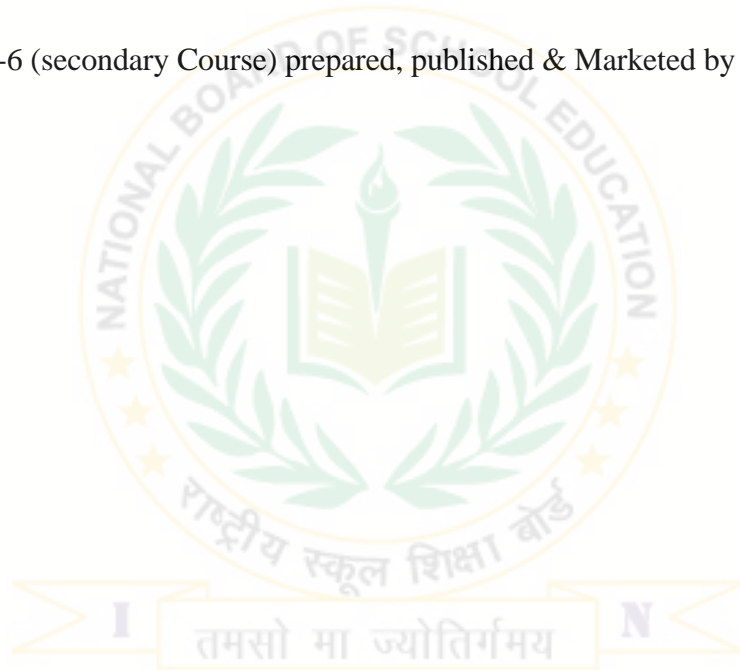 -6 (secondary Course) prepared, published & Marketed by
NATIONAL BOARD OF SCHOOL EDUCATION
राष्ट्रीय स्कूल शिक्षा बोर्ड
I N
तमसो मा ज्योतिर्गमय